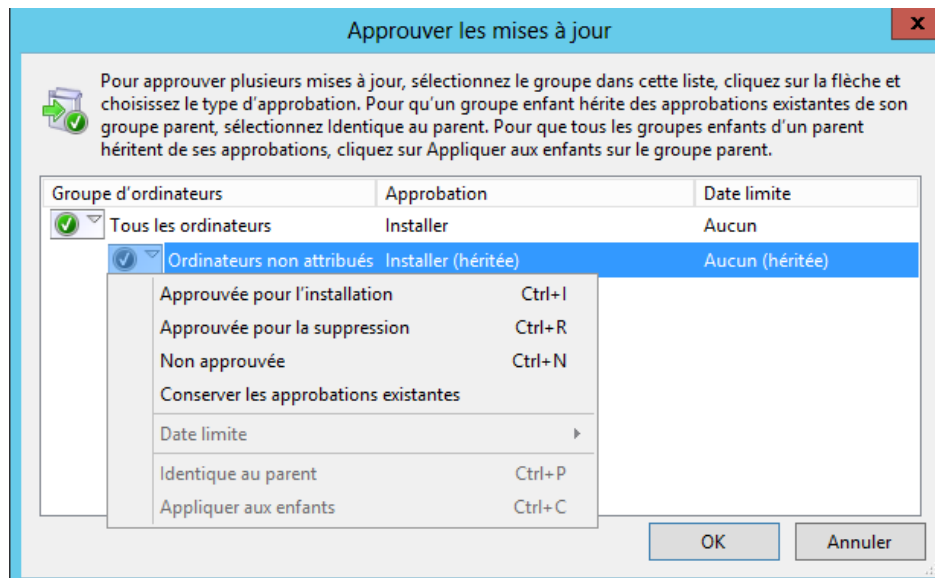 Approuver les mises à jour
x
Pour approuver plusieurs mises à jour, sélectionnez le groupe dans cette liste, cliquez sur la flèche et
choisissez le type d'approbation. Pour qu'un groupe enfant hérite des approbations existantes de son
groupe parent, sélectionnez Identique au parent. Pour que tous les groupes enfants d'un parent
héritent de ses approbations, cliquez sur Appliquer aux enfants sur le groupe parent.
Groupe d'ordinateurs Approbation Date limite
Tous les ordinateurs Installer Aucun
Ordinateurs non attribués Installer (héritée) Aucun (héritée)
Approuvée pour l'installation Ctrl+I
Approuvée pour la suppression Ctrl+R
Non approuvée Ctrl+N
Conserver les approbations existantes
Date limite
Identique au parent Ctrl+P
Appliquer aux enfants Ctrl+C
OK Annuler